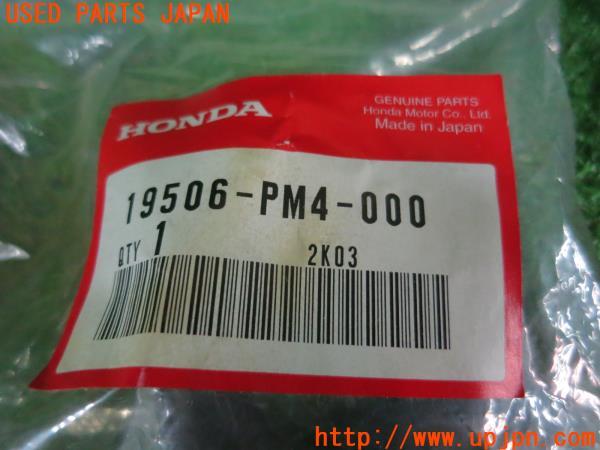 USED PARTS JAPAN
HONDA
GENUINE PARTS
Honda Motor Co., Ltd.
Made in Japan
19506-PM4-000
QTY 1 2K03
http://www.upjpn.com